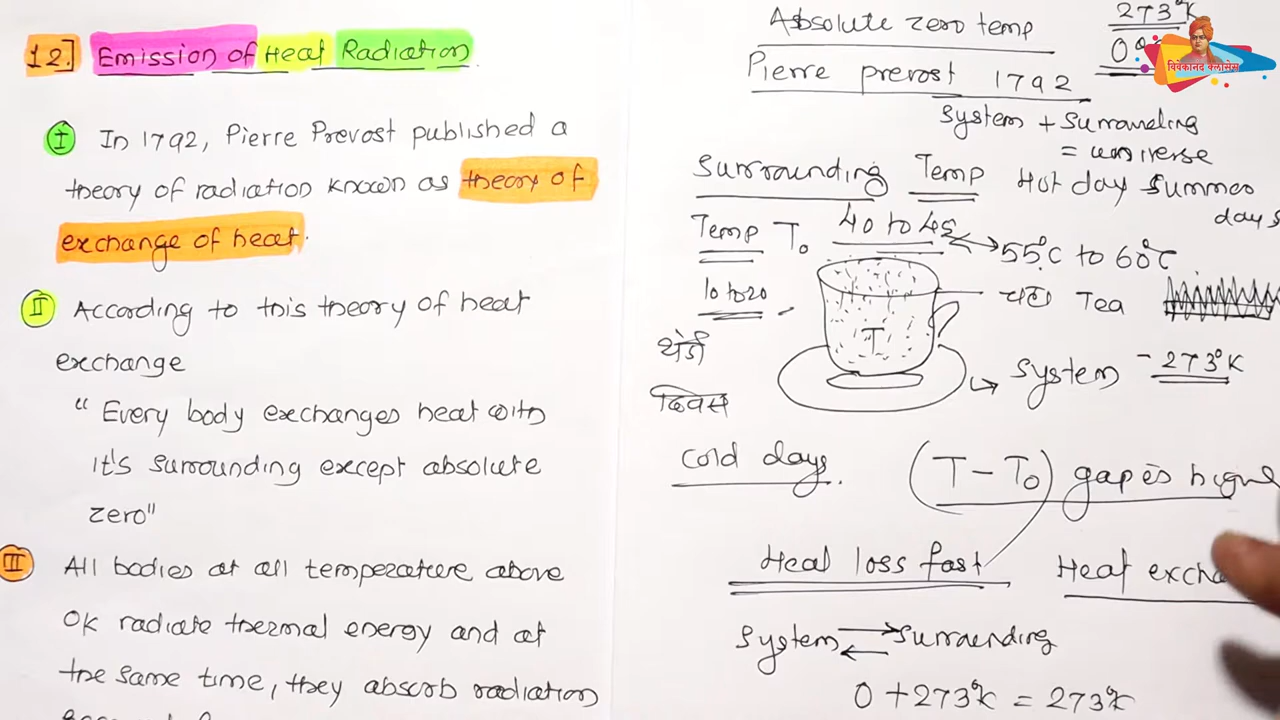 12] Emission of Heat Radiation
I In 1792, Pierre Prevost published a
theory of radiation known as theory of
exchange of heat.
II According to this theory of heat
exchange
“ Every body exchanges heat with
it's surrounding except absolute
zero”
III All bodies at all temperature above
0K radiate thermal energy and at
the same time, they absorb radiation
Absolute zero temp
273°K
Pierre prevost 1792
System + Surrounding
= universe
Surrounding Temp Hot day Summer
days
Temp T₀ 40 to 45
55°C to 60°C
10 to 20
चहा Tea
T
थंडी
दिवस
System - 273°K
Cold days.
(T - T₀) gap is
Heat loss fast
Heat
System Surrounding
0 + 273°K = 273°K
विवेकानंद क्लासेस